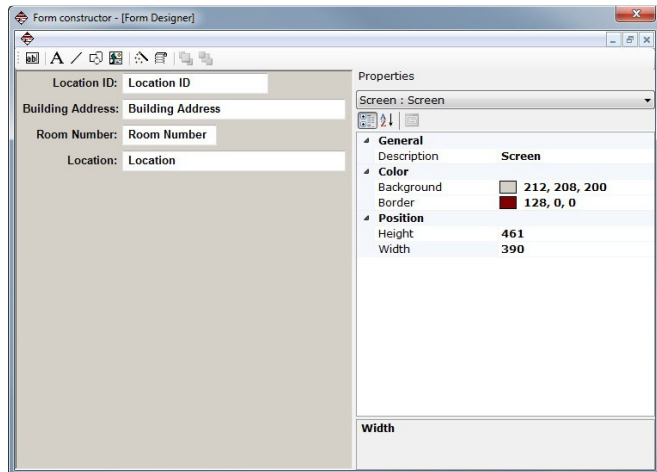 Form constructor - [Form Designer]
ab
A
Properties
Location ID: Location ID
Screen : Screen
Building Address: Building Address
A
Z
Room Number: Room Number
General
Description Screen
Location: Location
Color
Background 212, 208, 200
Border 128, 0, 0
Position
Height 461
Width 390
Width